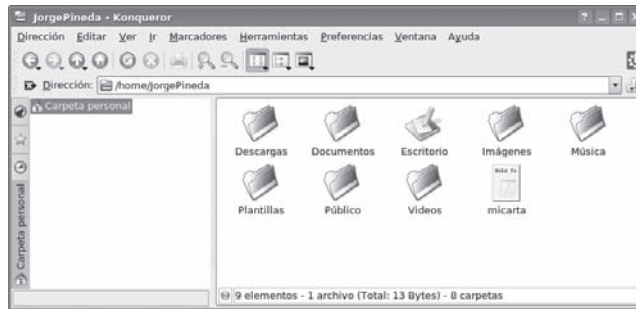 JorgePineda - Konqueror
Dirección Editar Ver Ir Marcadores Herramientas Preferencias Ventana Ayuda
Dirección: /home/JorgePineda
Carpeta personal
Carpeta personal
Descargas Documentos Escritorio Imágenes Música
Plantillas Público Videos micarta
9 elementos - 1 archivo (Total: 13 Bytes) - 8 carpetas